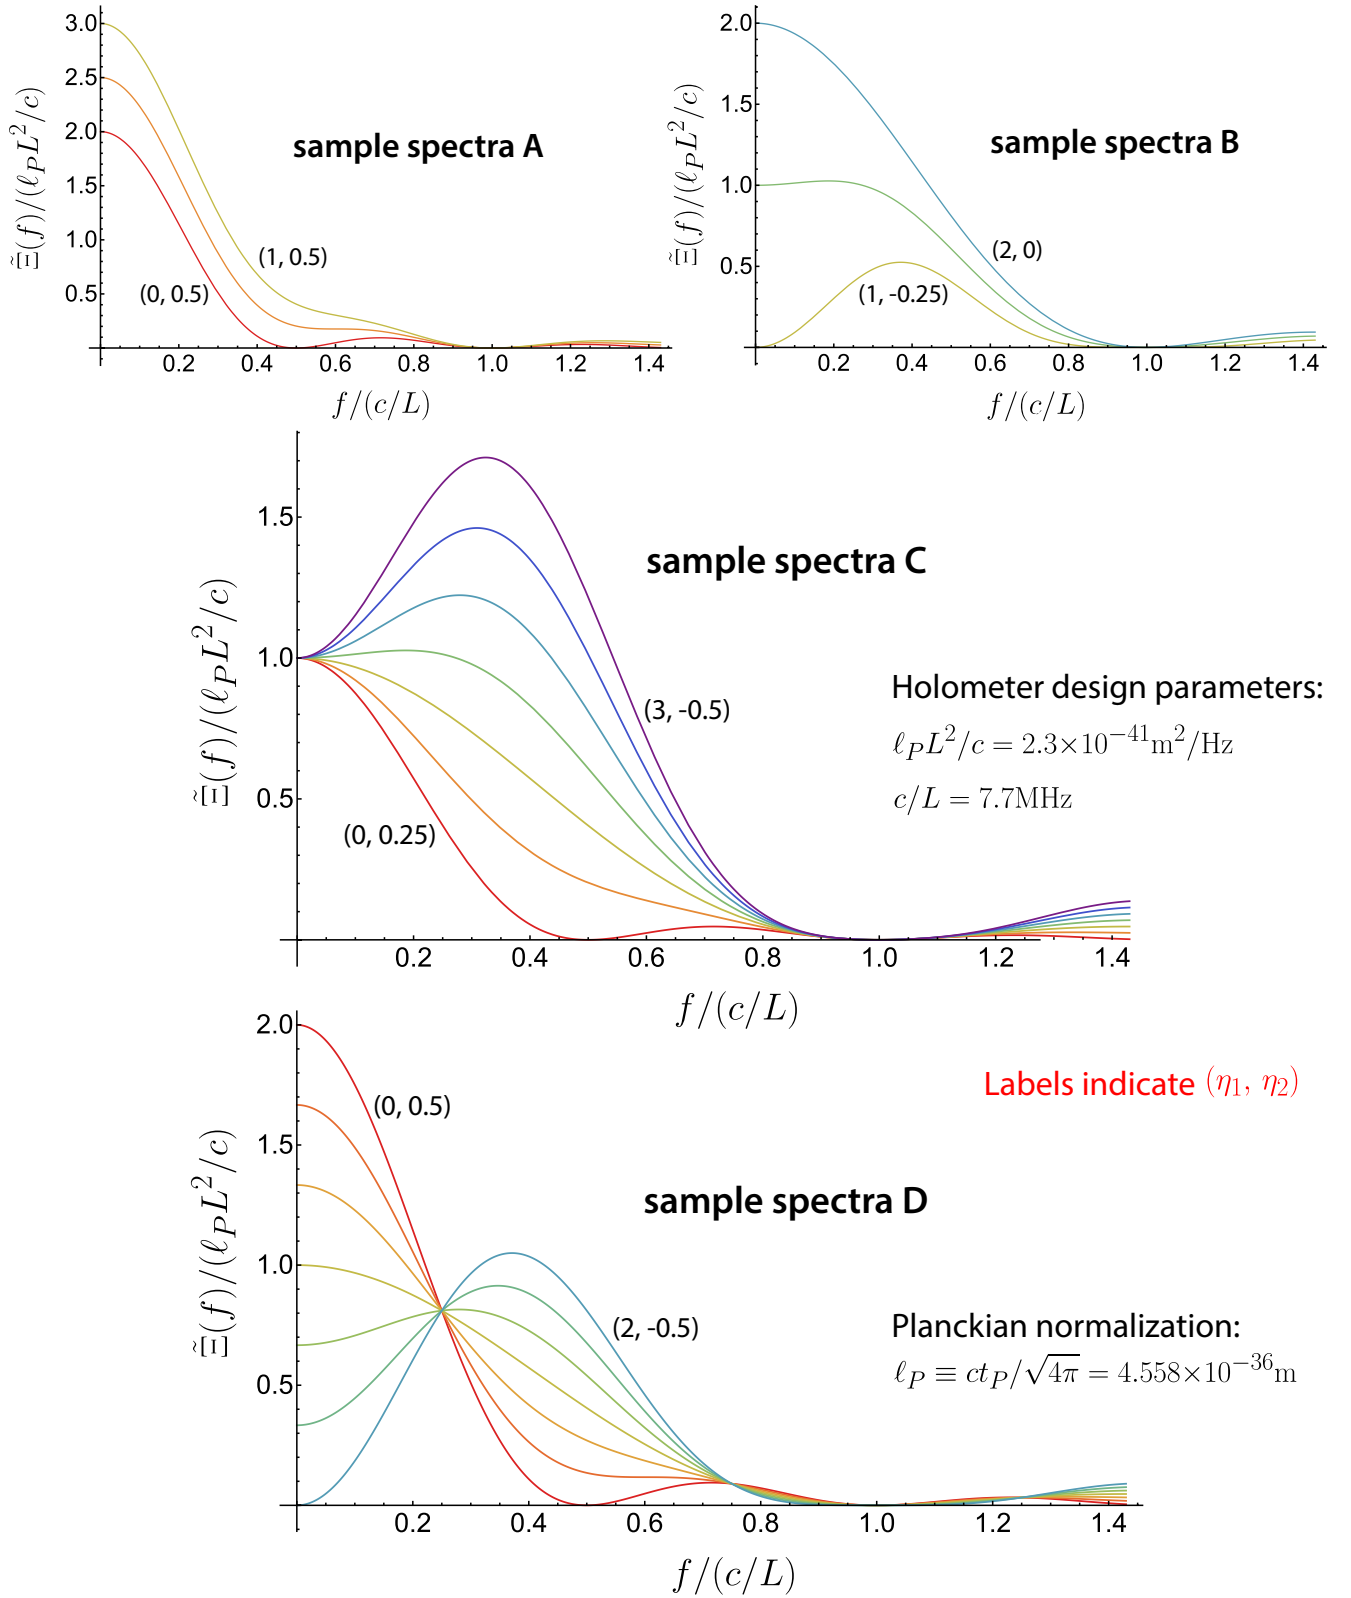 sample spectra A
Ξ̃(f)/(ℓ_P L²/c)
3.0
2.5
2.0
1.5
1.0
0.5
(1, 0.5)
(0, 0.5)
0.2 0.4 0.6 0.8 1.0 1.2 1.4
f/(c/L)
sample spectra B
Ξ̃(f)/(ℓ_P L²/c)
2.0
1.5
1.0
0.5
(2, 0)
(1, -0.25)
0.2 0.4 0.6 0.8 1.0 1.2 1.4
f/(c/L)
sample spectra C
Ξ̃(f)/(ℓ_P L²/c)
1.5
1.0
0.5
(3, -0.5)
(0, 0.25)
0.2 0.4 0.6 0.8 1.0 1.2 1.4
f/(c/L)
Holometer design parameters:
ℓ_P L²/c = 2.3×10⁻⁴¹m²/Hz
c/L = 7.7MHz
Labels indicate (η₁, η₂)
sample spectra D
Ξ̃(f)/(ℓ_P L²/c)
2.0
1.5
1.0
0.5
(0, 0.5)
(2, -0.5)
0.2 0.4 0.6 0.8 1.0 1.2 1.4
f/(c/L)
Planckian normalization:
ℓ_P ≡ ct_P/√4π = 4.558×10⁻³⁶m